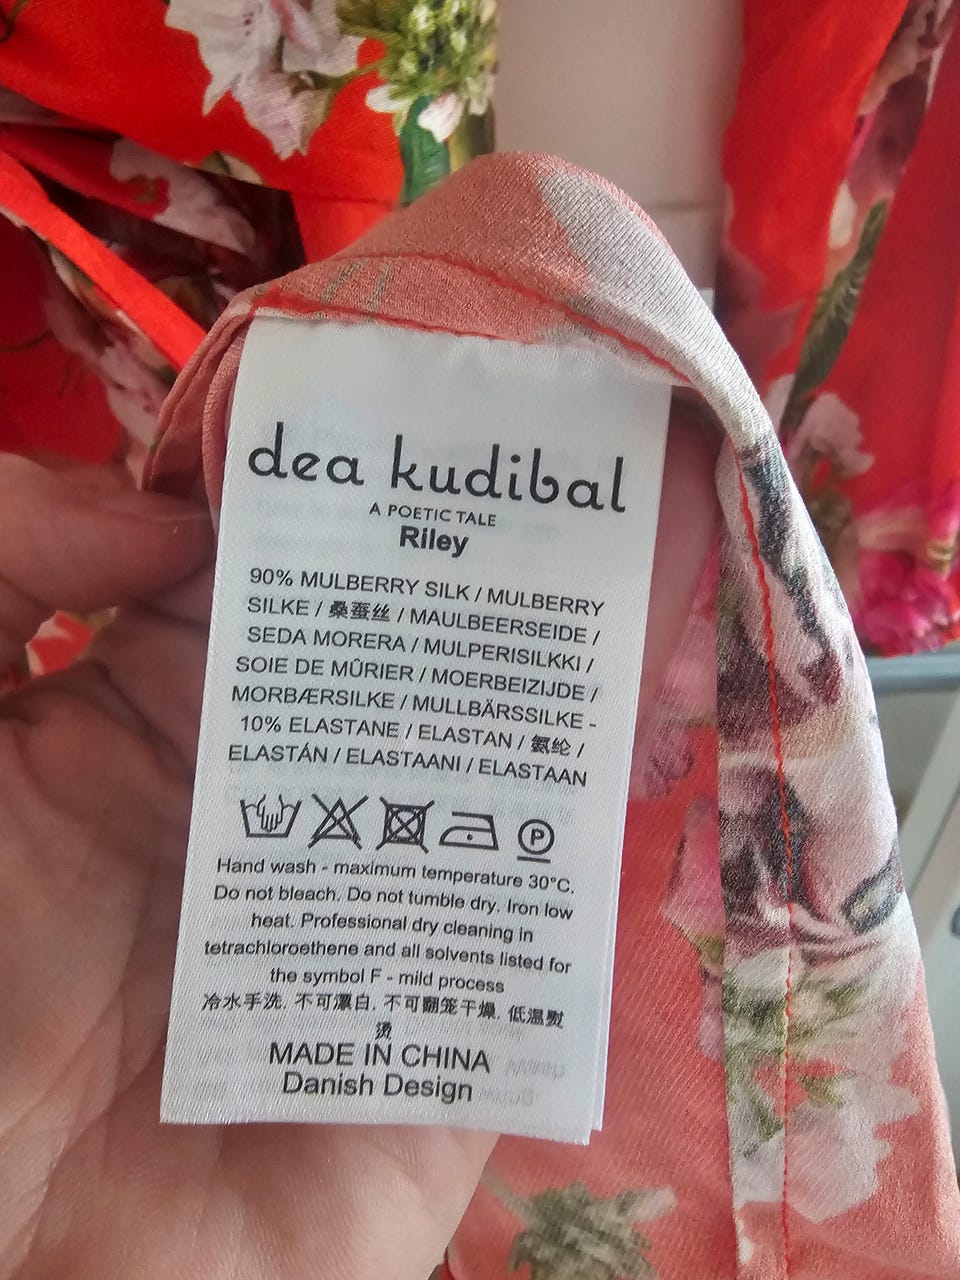 dea kudibal
A POETIC TALE
Riley
90% MULBERRY SILK / MULBERRY
SILKE / 桑蚕丝 / MAULBEERSEIDE /
SEDA MORERA / MULPERISILKKI /
SOIE DE MÛRIER / MOERBEIZIJDE /
MORBÆRSILKE / MULLBÄRSSILKE -
10% ELASTANE / ELASTAN / 氨纶 /
ELASTÁN / ELASTAANI / ELASTAAN
P
Hand wash - maximum temperature 30°C.
Do not bleach. Do not tumble dry. Iron low
heat. Professional dry cleaning in
tetrachloroethene and all solvents listed for
the symbol F - mild process
冷水手洗. 不可漂白. 不可翻笼干燥. 低温熨
烫
MADE IN CHINA
Danish Design